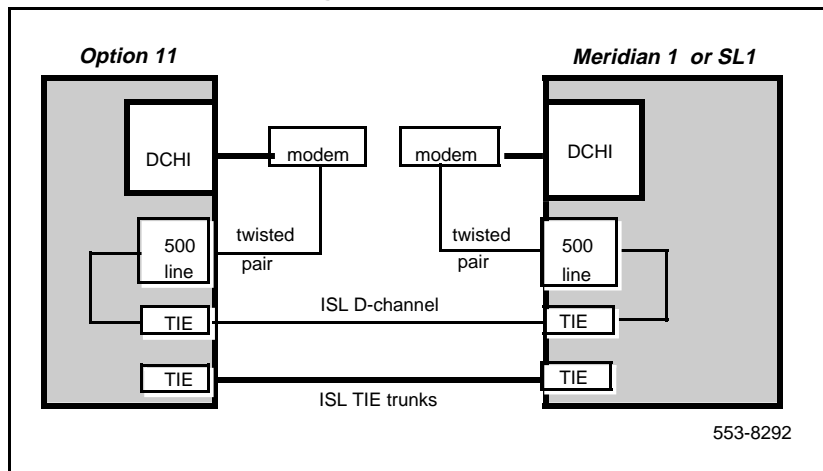 Option 11
Meridian 1 or SL1
DCHI
modem
modem
DCHI
500
line
twisted
pair
twisted
pair
500
line
ISL D-channel
TIE
TIE
TIE
TIE
ISL TIE trunks
553-8292